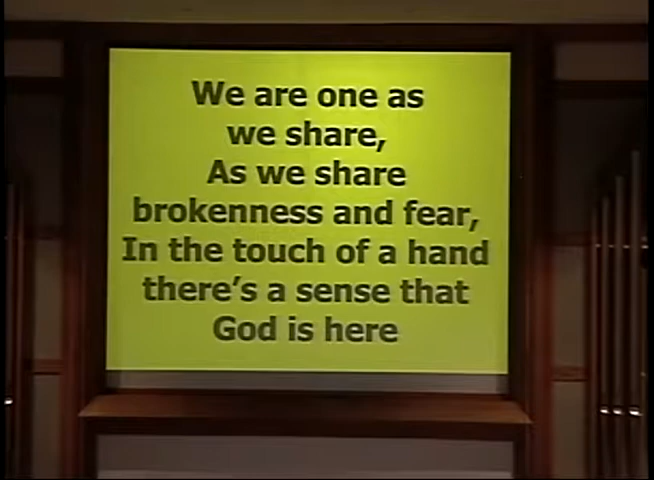 We are one as
we share,
As we share
brokenness and fear,
In the touch of a hand
there's a sense that
God is here